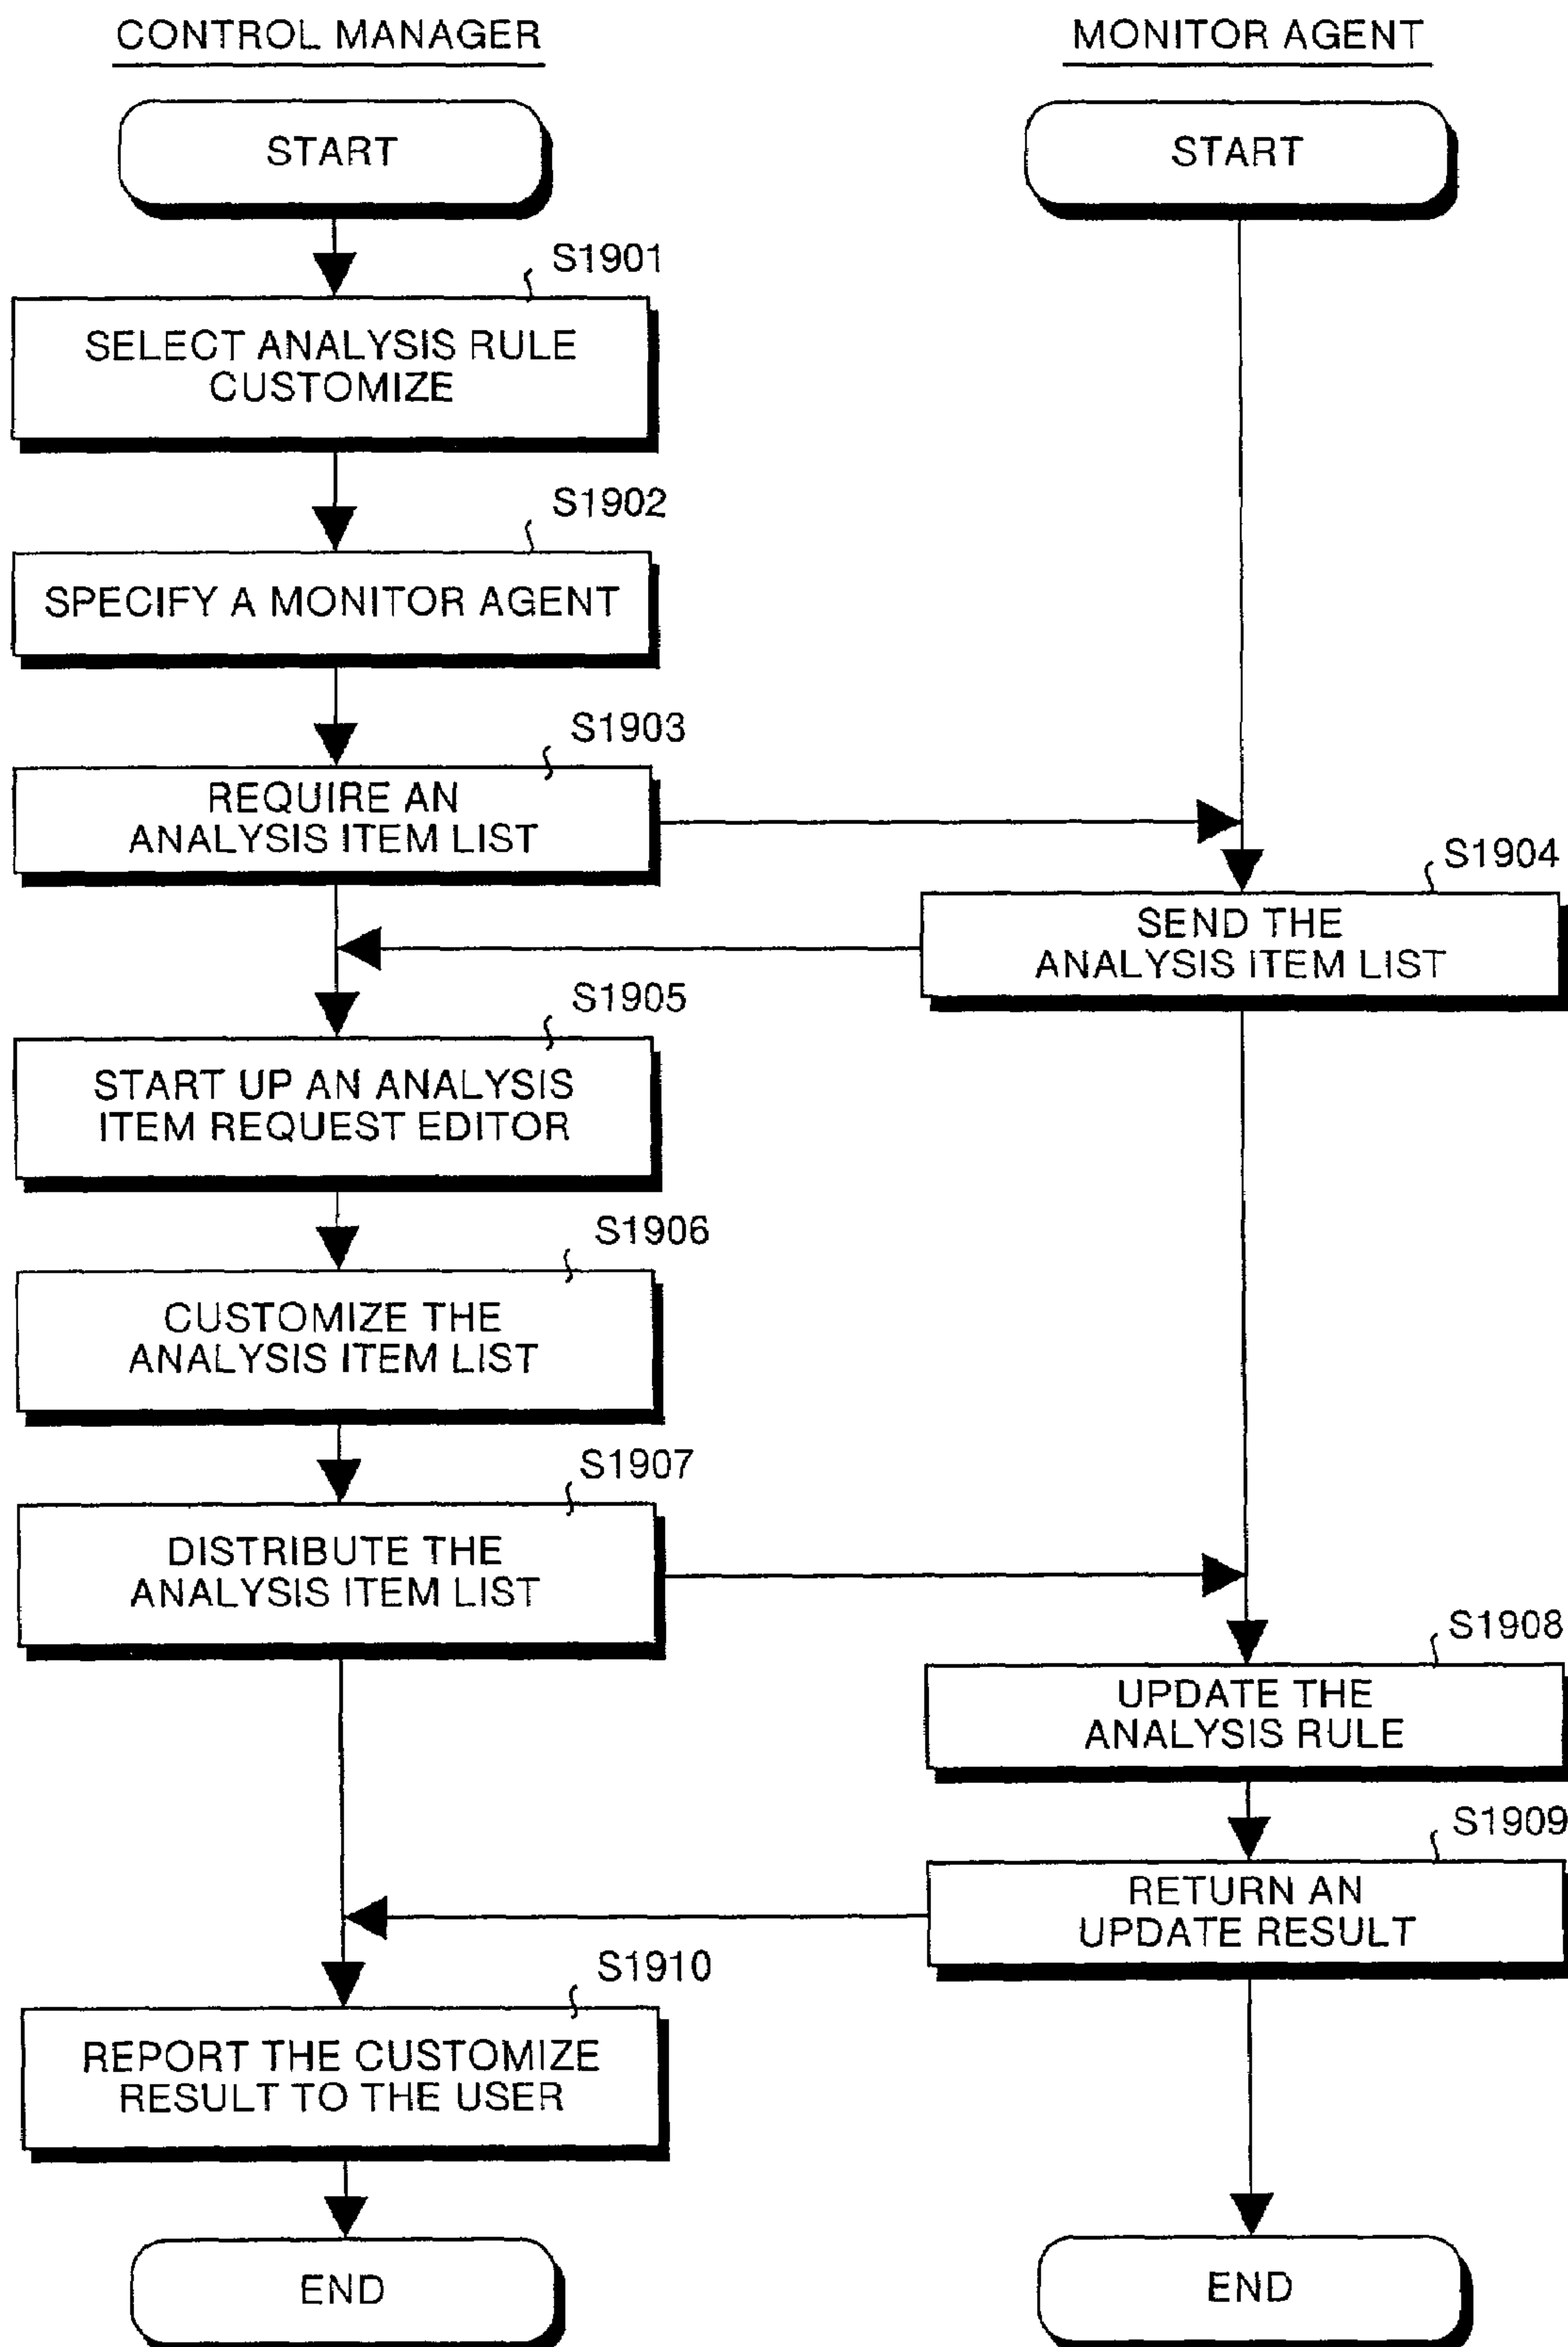 CONTROL MANAGER
MONITOR AGENT
START
START
S1901
SELECT ANALYSIS RULE
CUSTOMIZE
S1902
SPECIFY A MONITOR AGENT
S1903
REQUIRE AN
ANALYSIS ITEM LIST
S1904
SEND THE
ANALYSIS ITEM LIST
S1905
START UP AN ANALYSIS
ITEM REQUEST EDITOR
S1906
CUSTOMIZE THE
ANALYSIS ITEM LIST
S1907
DISTRIBUTE THE
ANALYSIS ITEM LIST
S1908
UPDATE THE
ANALYSIS RULE
S1909
RETURN AN
UPDATE RESULT
S1910
REPORT THE CUSTOMIZE
RESULT TO THE USER
END
END